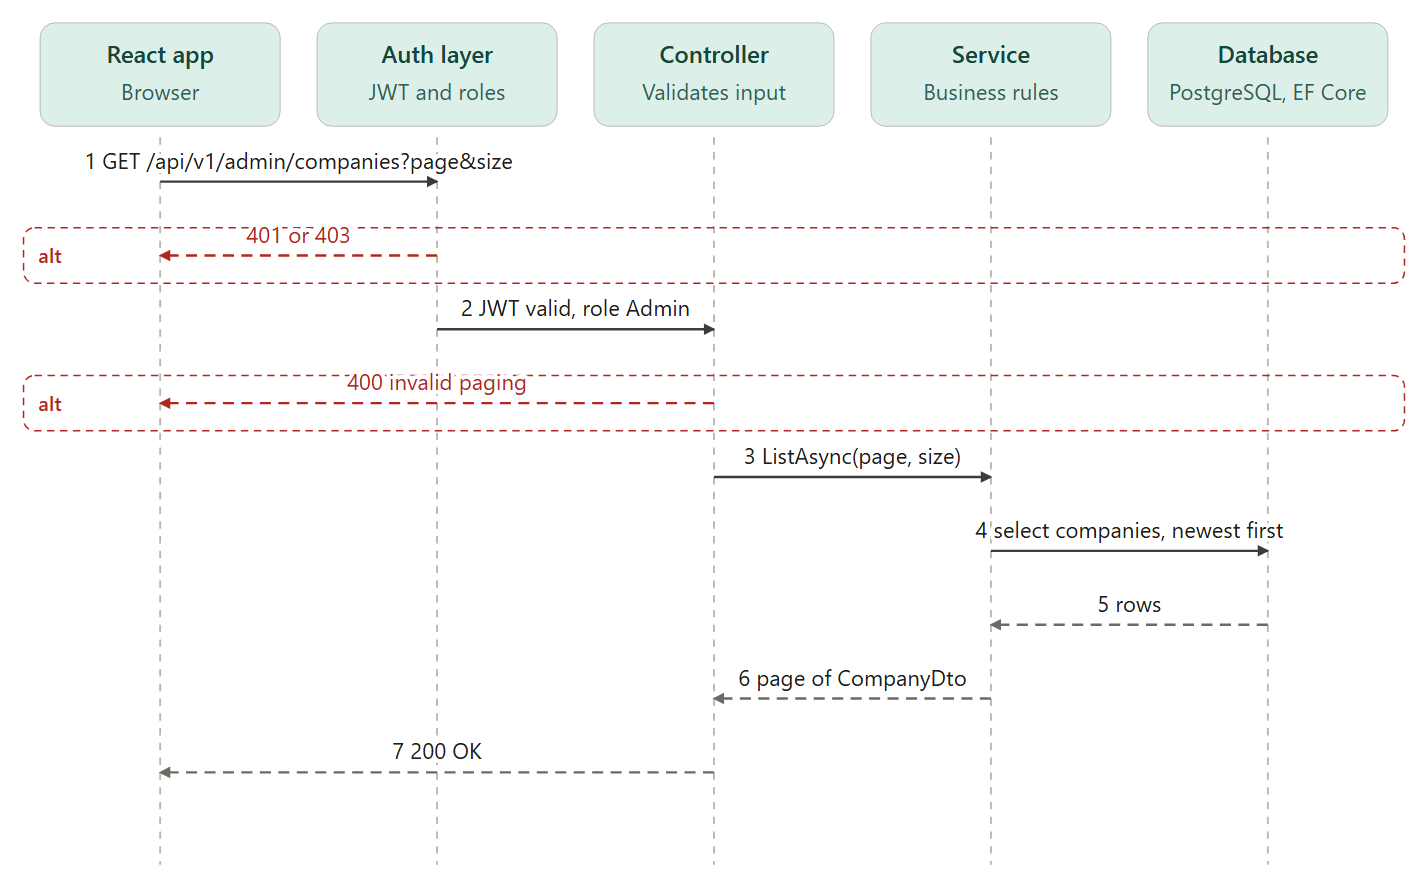 React app
Browser
Auth layer
JWT and roles
Controller
Validates input
Service
Business rules
Database
PostgreSQL, EF Core
1 GET /api/v1/admin/companies?page&size
401 or 403
alt
2 JWT valid, role Admin
400 invalid paging
alt
3 ListAsync(page, size)
4 select companies, newest first
5 rows
6 page of CompanyDto
7 200 OK